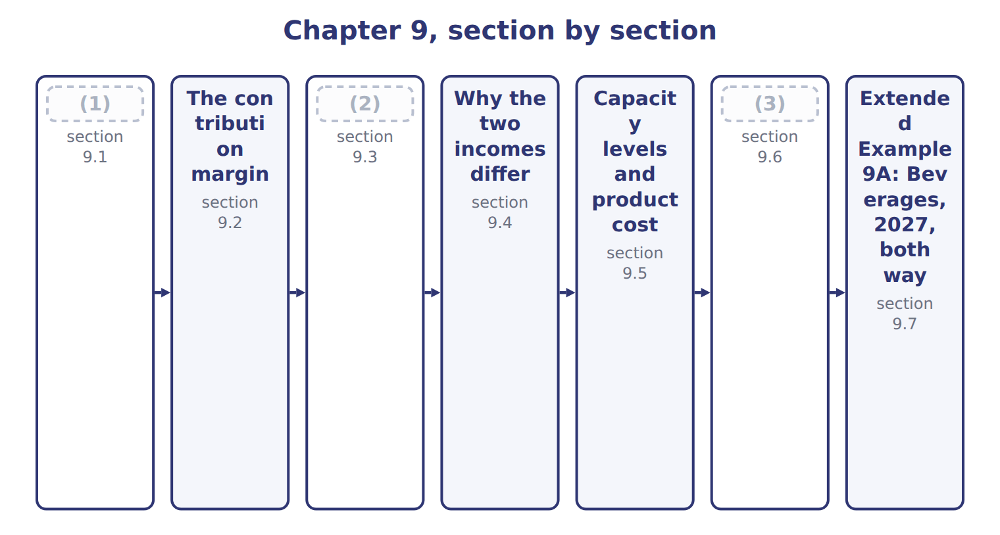 Chapter 9, section by section
(1)
section
9.1
The con
tributi
on
margin
section
9.2
(2)
section
9.3
Why the
two
incomes
differ
section
9.4
Capacit
y
levels
and
product
cost
section
9.5
(3)
section
9.6
Extende
d
Example
9A: Bev
erages,
2027,
both
way
section
9.7